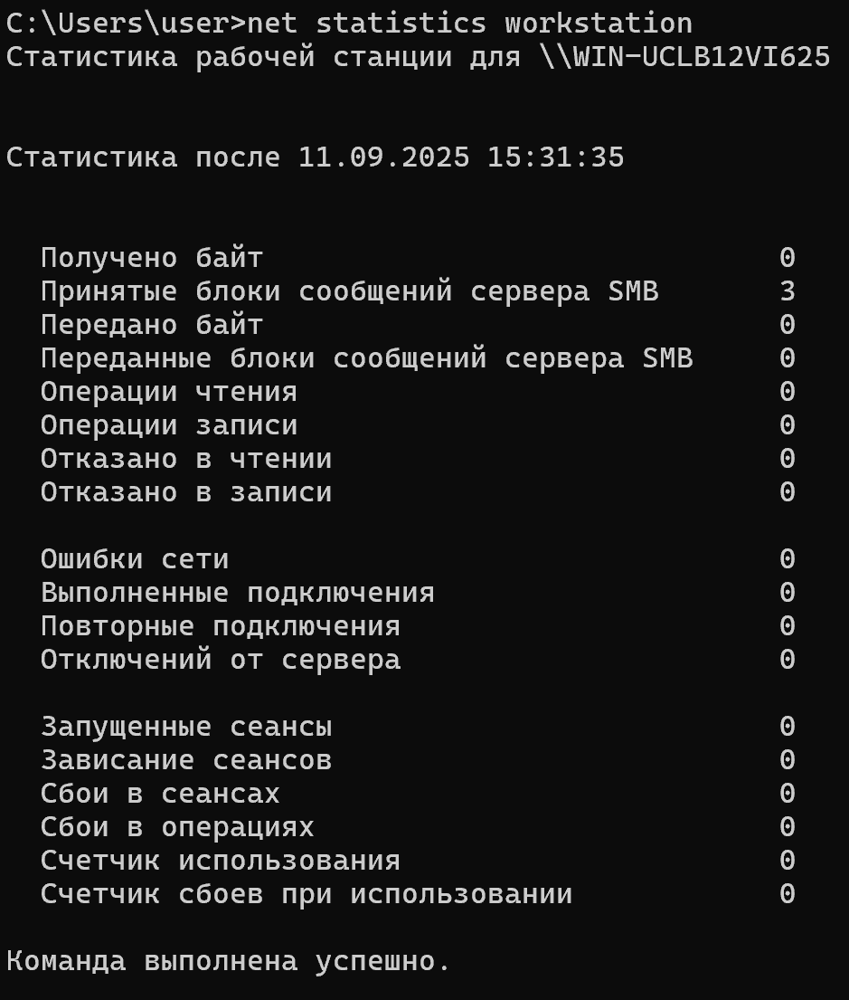 C:\Users\user>net statistics workstation
Статистика рабочей станции для \\WIN-UCLB12VI625
Статистика после 11.09.2025 15:31:35
Получено байт 0
Принятые блоки сообщений сервера SMB 3
Передано байт 0
Переданные блоки сообщений сервера SMB 0
Операции чтения 0
Операции записи 0
Отказано в чтении 0
Отказано в записи 0
Ошибки сети 0
Выполненные подключения 0
Повторные подключения 0
Отключений от сервера 0
Запущенные сеансы 0
Зависание сеансов 0
Сбои в сеансах 0
Сбои в операциях 0
Счетчик использования 0
Счетчик сбоев при использовании 0
Команда выполнена успешно.